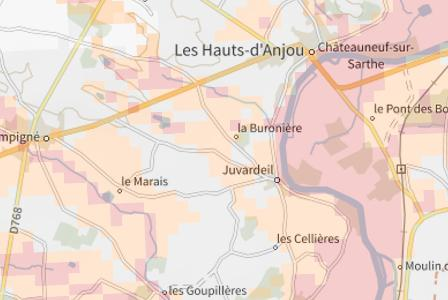 Les Hauts-d'Anjou
Châteauneuf-sur-
Sarthe
le Pont des Bo
la Buronière
mpigné
Juvardeil
le Marais
D768
les Cellières
Moulin d
les Goupillères